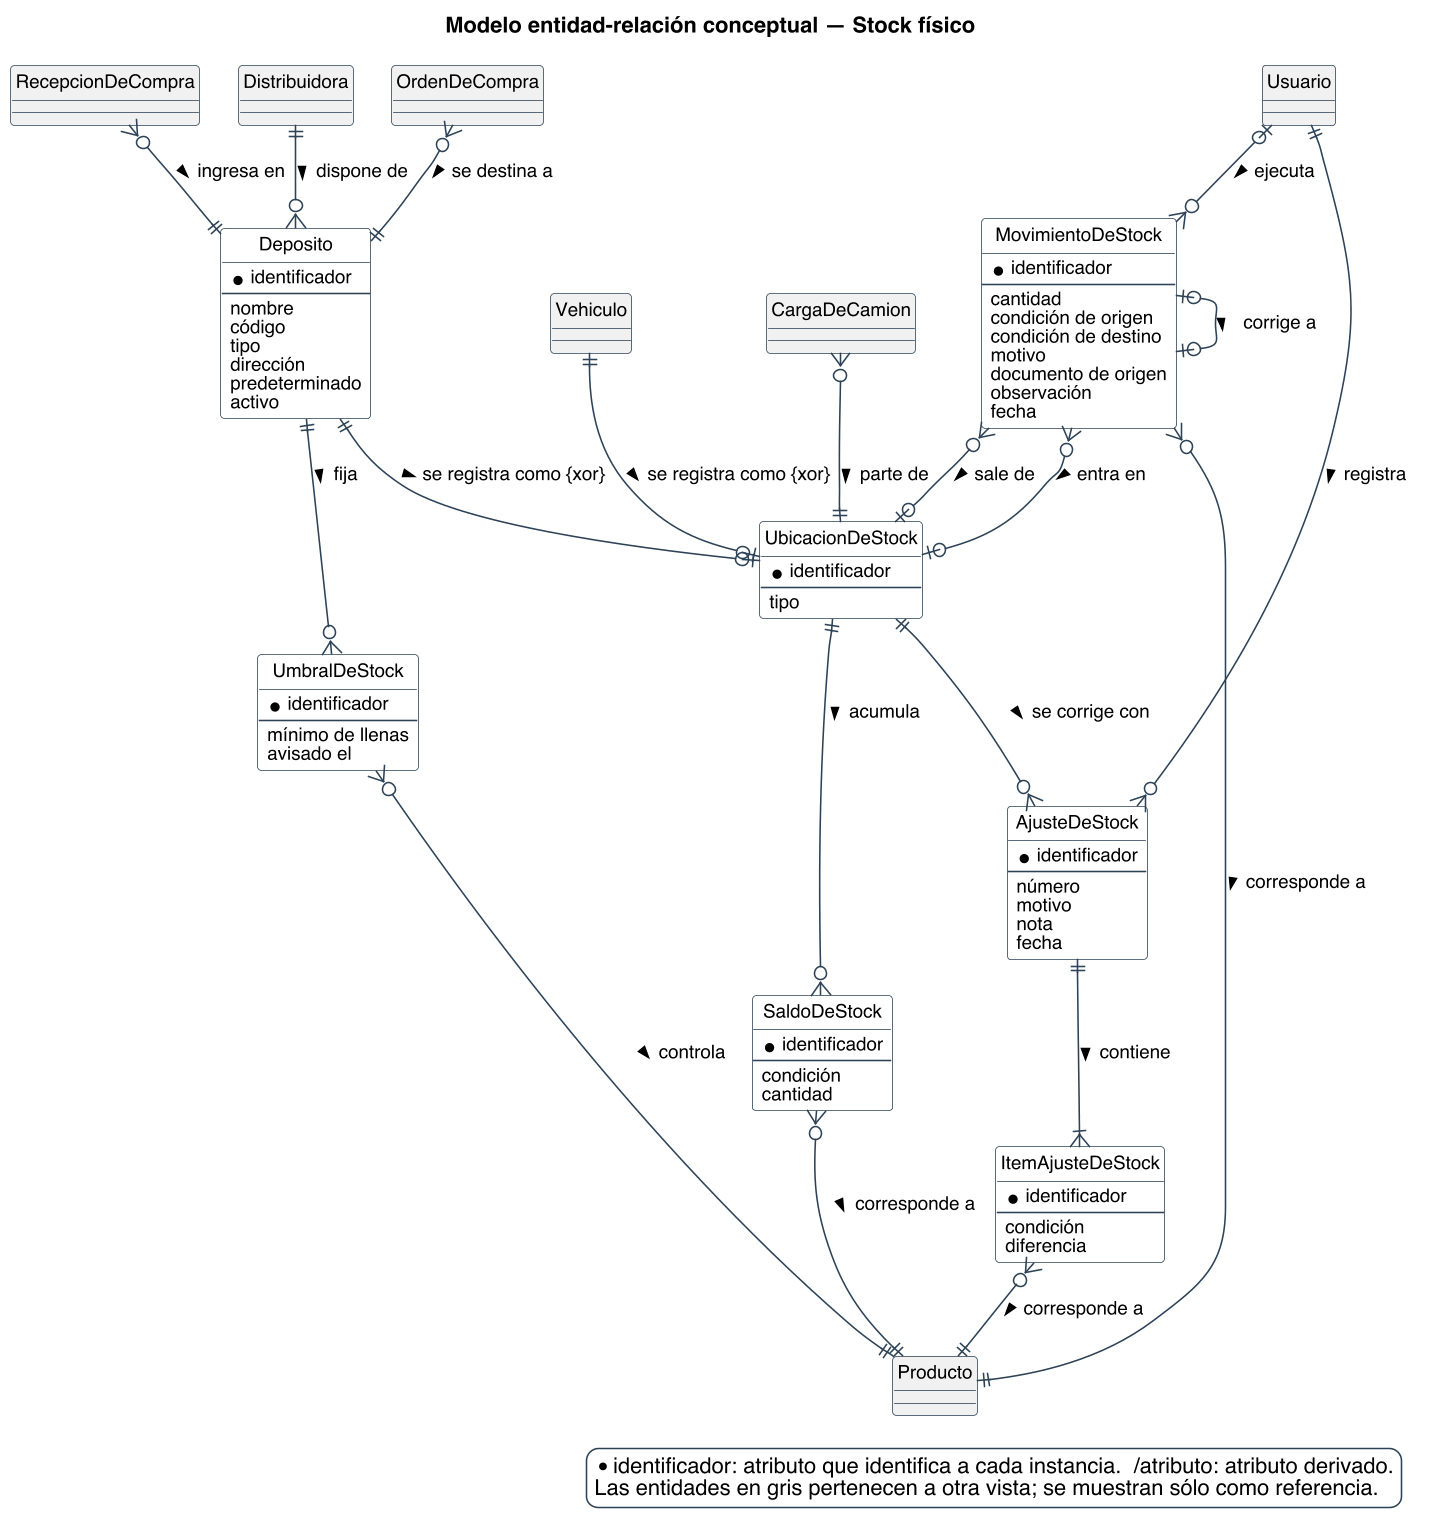 Modelo entidad-relación conceptual — Stock físico
RecepcionDeCompra
Distribuidora
OrdenDeCompra
Usuario
ingresa en
dispone de
se destina a
ejecuta
Deposito
● identificador
nombre
código
tipo
dirección
predeterminado
activo
MovimientoDeStock
● identificador
cantidad
condición de origen
condición de destino
motivo
documento de origen
observación
fecha
corrige a
Vehiculo
CargaDeCamion
fija
se registra como {xor}
se registra como {xor}
parte de
sale de
entra en
registra
UbicacionDeStock
● identificador
tipo
UmbralDeStock
● identificador
mínimo de llenas
avisado el
acumula
se corrige con
AjusteDeStock
● identificador
número
motivo
nota
fecha
corresponde a
SaldoDeStock
● identificador
condición
cantidad
controla
contiene
ItemAjusteDeStock
● identificador
condición
diferencia
corresponde a
corresponde a
Producto
● identificador: atributo que identifica a cada instancia.  /atributo: atributo derivado.
Las entidades en gris pertenecen a otra vista; se muestran sólo como referencia.